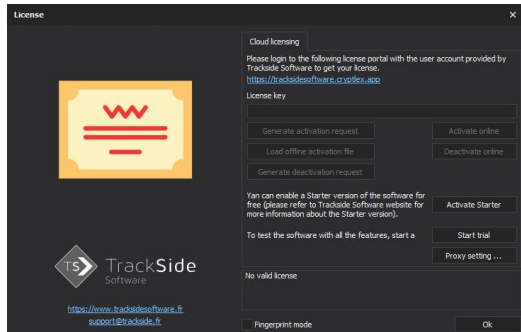 License
Cloud licensing
Please login to the following license portal with the user account provided by
Trackside Software to get your license.
https://tracksidesoftware.cryptlex.app
License key
Generate activation request
Activate online
Load offline activation file
Deactivate online
Generate deactivation request
Yan can enable a Starter version of the software for
free (please refer to Trackside Software website for
more information about the Starter version).
Activate Starter
To test the software with all the features, start a
Start trial
Proxy setting ...
No valid license
Fingerprint mode
Ok
TS
TrackSide
Software
https://www.tracksidesoftware.fr
support@trackside.fr